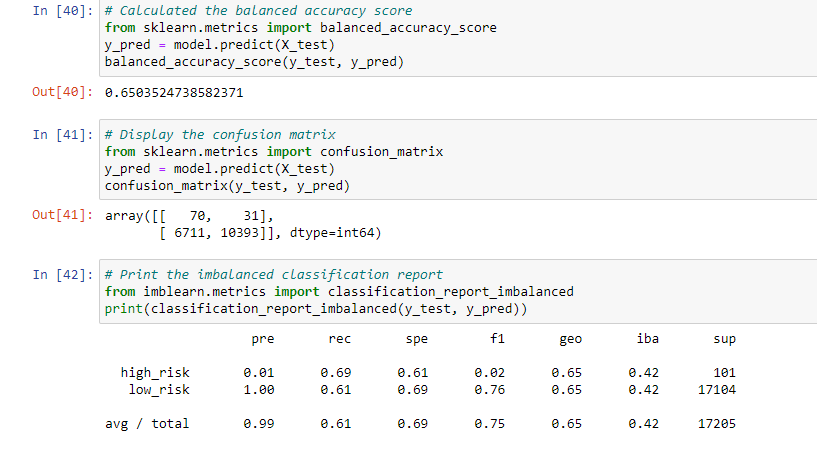 In [40]: # Calculated the balanced accuracy score
from sklearn.metrics import balanced_accuracy_score
y_pred = model.predict(X_test)
balanced_accuracy_score(y_test, y_pred)
Out[40]: 0.6503524738582371
In [41]: # Display the confusion matrix
from sklearn.metrics import confusion_matrix
y_pred = model.predict(X_test)
confusion_matrix(y_test, y_pred)
Out[41]: array([[   70,    31],
       [ 6711, 10393]], dtype=int64)
In [42]: # Print the imbalanced classification report
from imblearn.metrics import classification_report_imbalanced
print(classification_report_imbalanced(y_test, y_pred))
pre rec spe f1 geo iba sup
high_risk 0.01 0.69 0.61 0.02 0.65 0.42 101
low_risk 1.00 0.61 0.69 0.76 0.65 0.42 17104
avg / total 0.99 0.61 0.69 0.75 0.65 0.42 17205